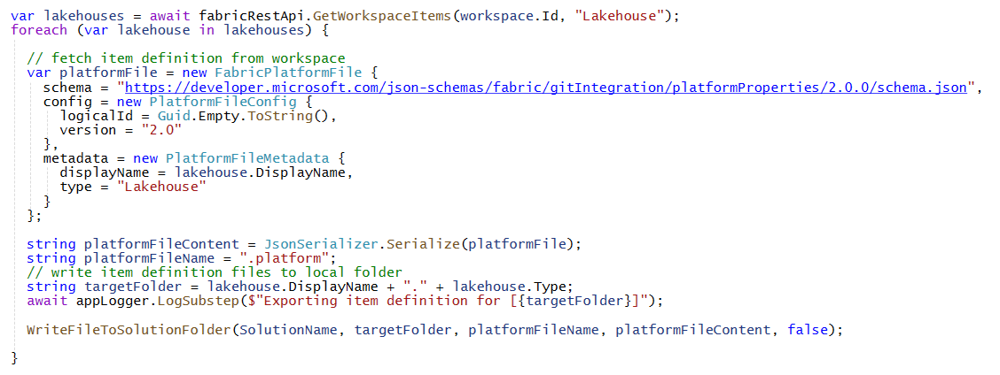 var lakehouses = await fabricRestApi.GetWorkspaceItems(workspace.Id, "Lakehouse");
foreach (var lakehouse in lakehouses) {
// fetch item definition from workspace
var platformFile = new FabricPlatformFile {
schema = "https://developer.microsoft.com/json-schemas/fabric/gitIntegration/platformProperties/2.0.0/schema.json",
config = new PlatformFileConfig {
logicalId = Guid.Empty.ToString(),
version = "2.0"
},
metadata = new PlatformFileMetadata {
displayName = lakehouse.DisplayName,
type = "Lakehouse"
}
};
string platformFileContent = JsonSerializer.Serialize(platformFile);
string platformFileName = ".platform";
// write item definition files to local folder
string targetFolder = lakehouse.DisplayName + "." + lakehouse.Type;
await appLogger.LogSubstep($"Exporting item definition for [{targetFolder}]");
WriteFileToSolutionFolder(SolutionName, targetFolder, platformFileName, platformFileContent, false);
}